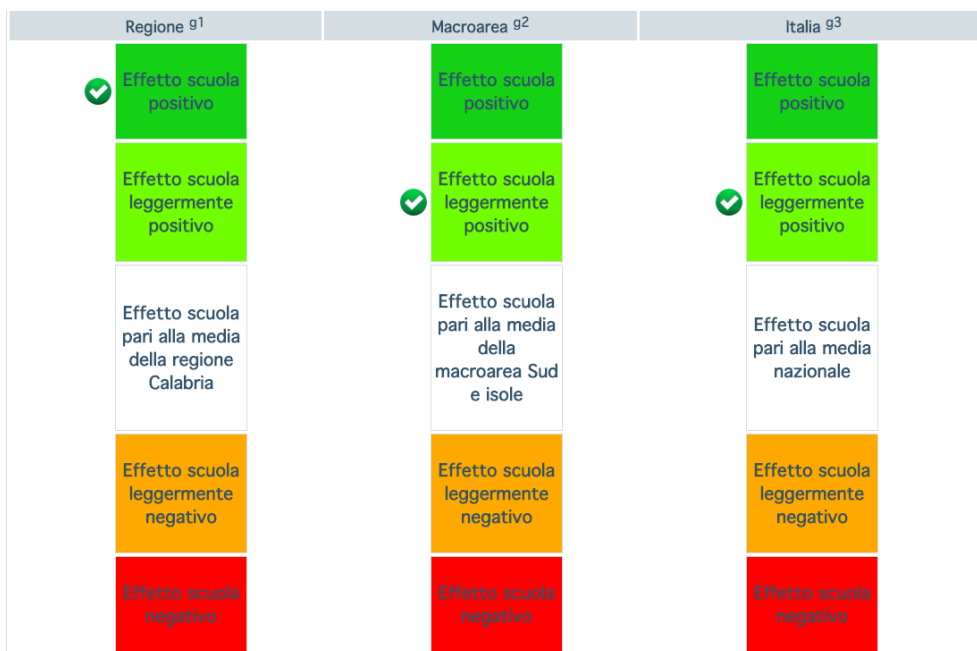 Regione g1
Macroarea g2
Italia g3
Effetto scuola
positivo
Effetto scuola
positivo
Effetto scuola
positivo
Effetto scuola
leggermente
positivo
Effetto scuola
leggermente
positivo
Effetto scuola
leggermente
positivo
Effetto scuola
pari alla media
della regione
Calabria
Effetto scuola
pari alla media
della
macroarea Sud
e isole
Effetto scuola
pari alla media
nazionale
Effetto scuola
leggermente
negativo
Effetto scuola
leggermente
negativo
Effetto scuola
leggermente
negativo
Effetto scuola
negativo
Effetto scuola
negativo
Effetto scuola
negativo